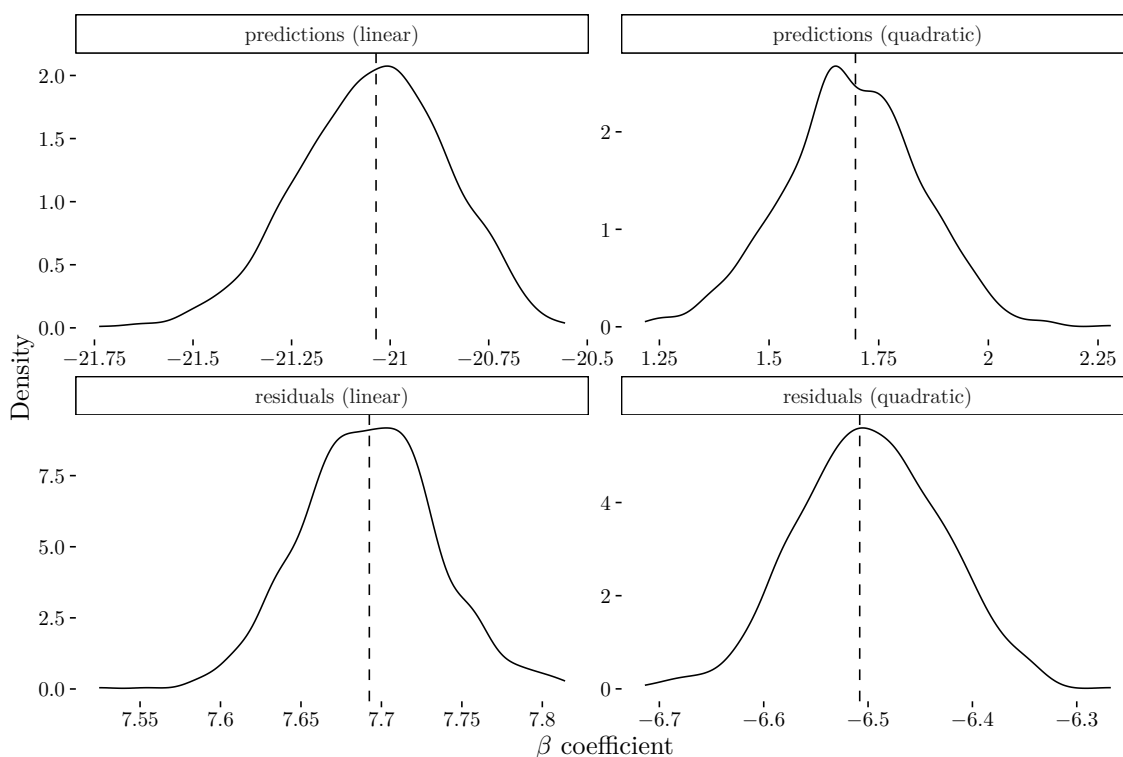 predictions (linear)
predictions (quadratic)
2.0
1.5
1.0
0.5
0.0
2
1
0
−21.75 −21.5 −21.25 −21 −20.75 −20.5
1.25 1.5 1.75 2 2.25
Density
residuals (linear)
residuals (quadratic)
7.5
5.0
2.5
0.0
4
2
0
7.55 7.6 7.65 7.7 7.75 7.8
−6.7 −6.6 −6.5 −6.4 −6.3
β coefficient